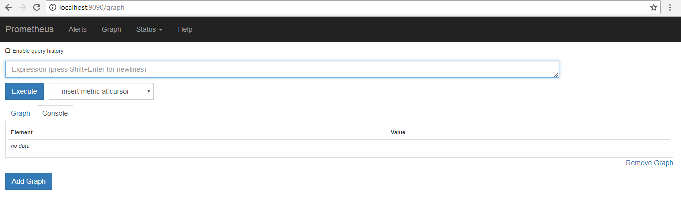 localhost:9090/graph
Prometheus Alerts Graph Status Help
Enable query history
Expression (press Shift+Enter for newlines)
Execute - insert metric at cursor
Graph Console
Element Value
no data
Remove Graph
Add Graph